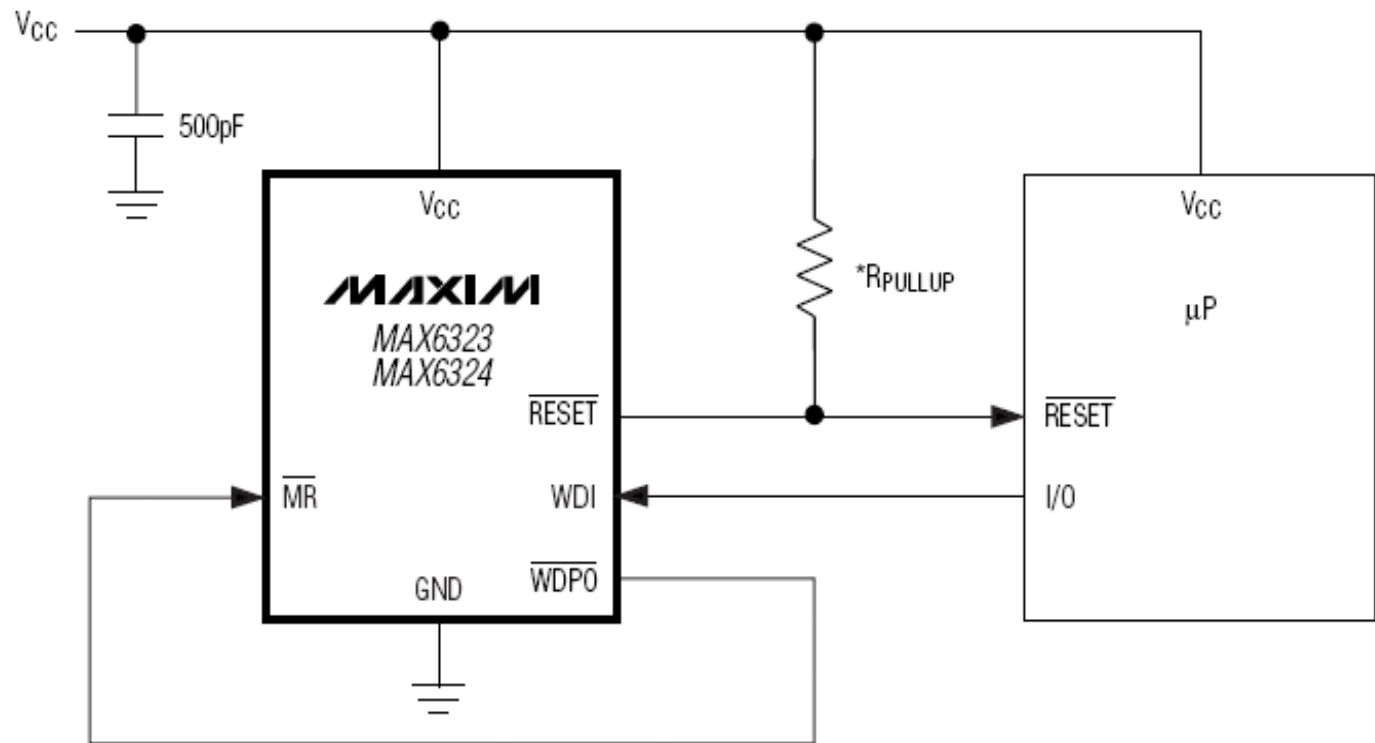 VCC
500pF
VCC
MAXIM
MAX6323
MAX6324
RESET
MR
WDI
WDPO
GND
*RPULLUP
VCC
μP
RESET
I/O